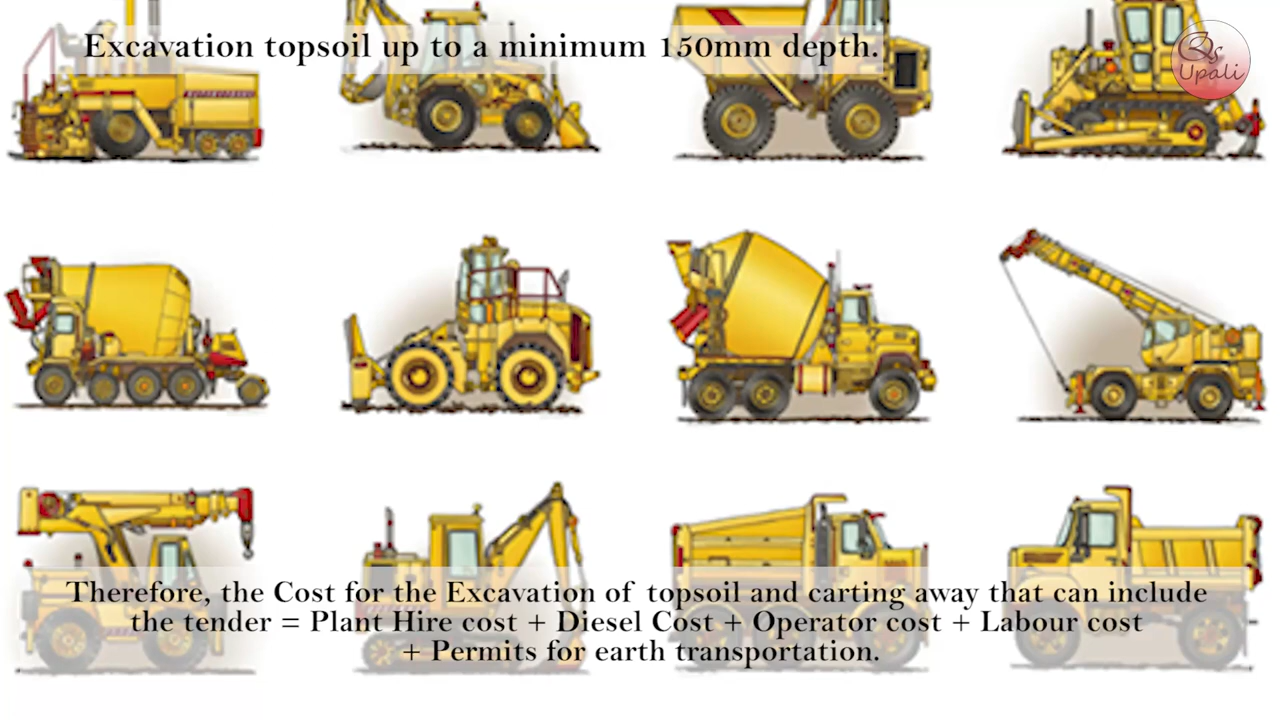 Excavation topsoil up to a minimum 150mm depth.
Qs
Upali
Therefore, the Cost for the Excavation of topsoil and carting away that can include
the tender = Plant Hire cost + Diesel Cost + Operator cost + Labour cost
+ Permits for earth transportation.